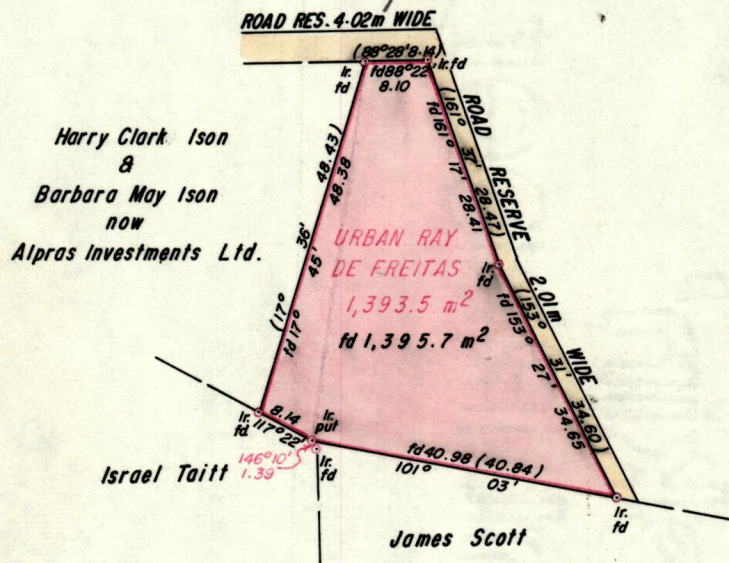 ROAD RES. 4·02m WIDE
(88°28' 8·14)
Ir. fd
fd 88°22'
8.10
Ir. fd
ROAD RESERVE 2.01m WIDE
(161° 37' 28.47)
fd 161° 17' 28.41
Harry Clark Ison
&
Barbara May Ison
now
Alpras Investments Ltd.
(17° 36' 48.43)
fd 17° 45' 48.38
URBAN RAY
DE FREITAS
1,393.5 m²
fd 1,395.7 m²
Ir. fd
(153° 31' 34.60)
fd 153° 27' 34.65
Ir. fd.
8.14
117°22'
Ir. put
146°10'
1.39
Ir. fd
fd 40.98 (40.84)
101° 03'
Ir. fd
Israel Taitt
James Scott